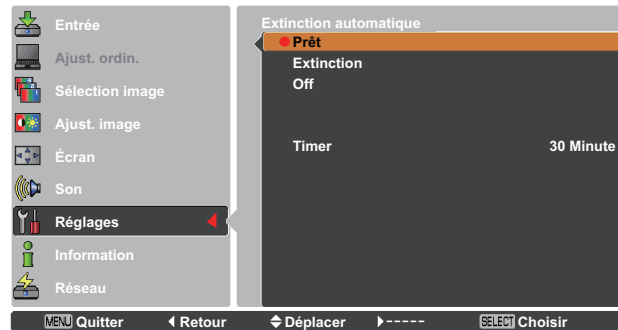 Entrée
Ajust. ordin.
Sélection image
Ajust. image
Écran
Son
Réglages
Information
Réseau
Extinction automatique
Prêt
Extinction
Off
Timer 30 Minute
MENU Quitter Retour Déplacer ----- SELECT Choisir